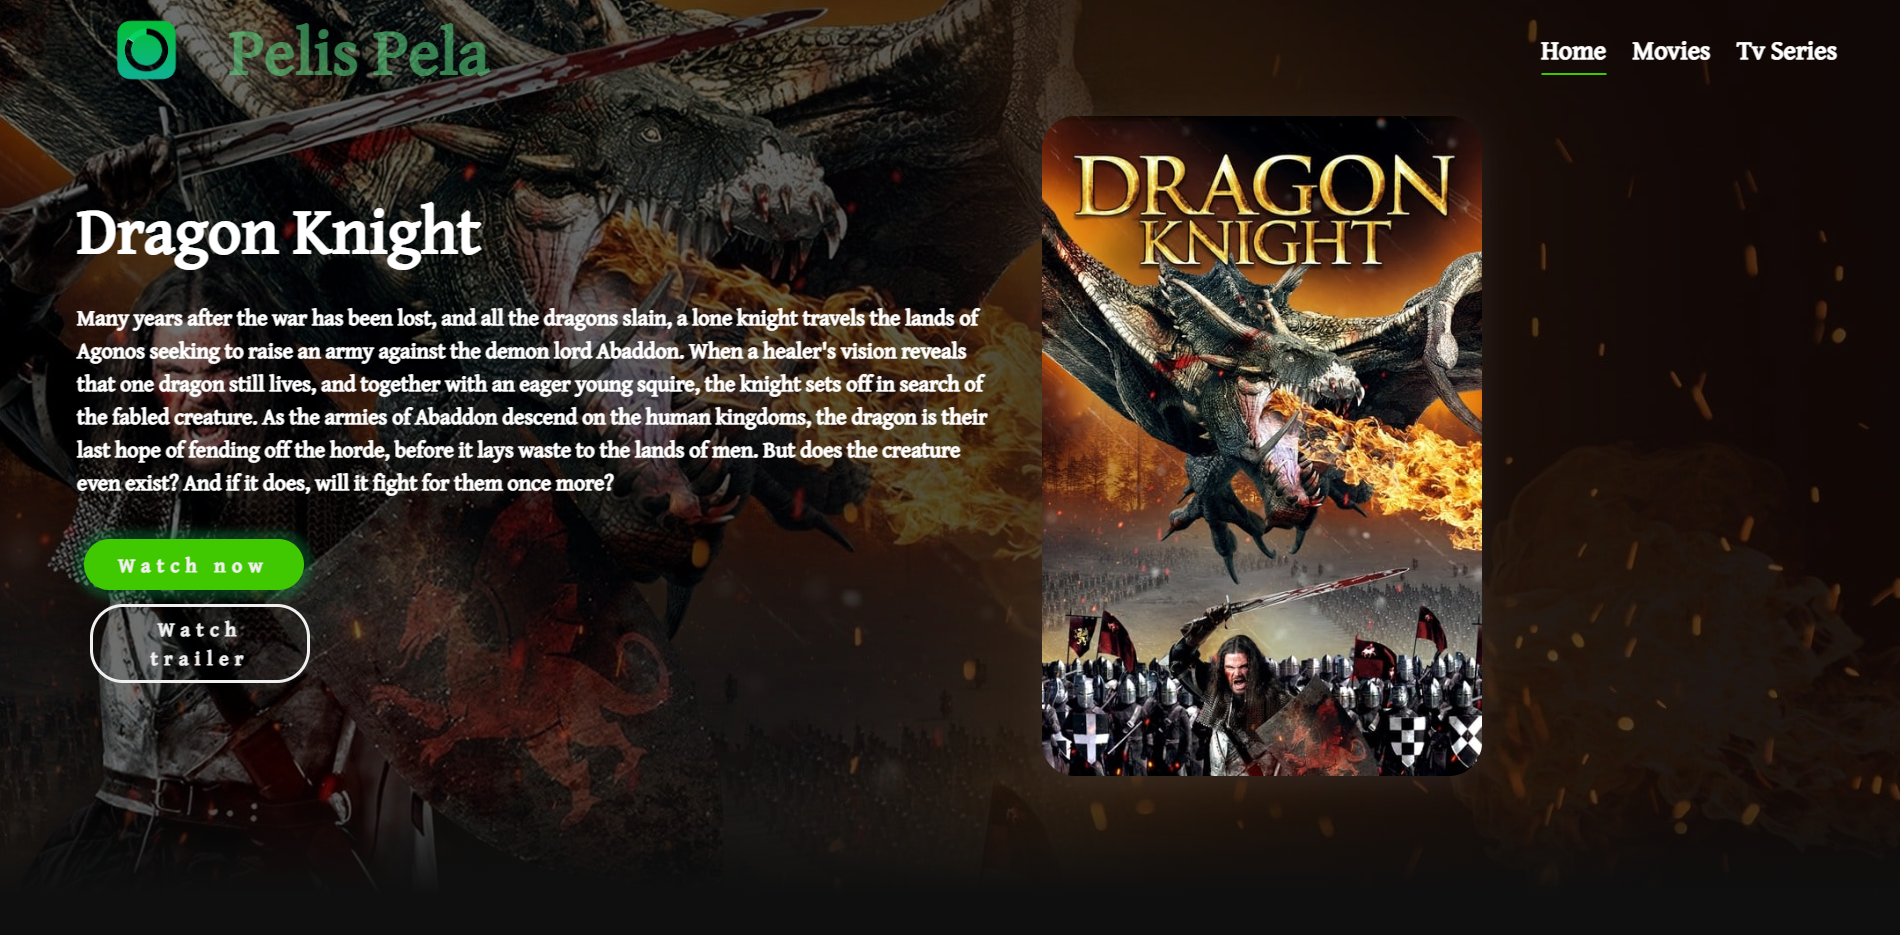 Pelis Pela
Home Movies Tv Series
Dragon Knight
Many years after the war has been lost, and all the dragons slain, a lone knight travels the lands of
Agonos seeking to raise an army against the demon lord Abaddon. When a healer's vision reveals
that one dragon still lives, and together with an eager young squire, the knight sets off in search of
the fabled creature. As the armies of Abaddon descend on the human kingdoms, the dragon is their
last hope of fending off the horde, before it lays waste to the lands of men. But does the creature
even exist? And if it does, will it fight for them once more?
Watch now
Watch
trailer
DRAGON
KNIGHT